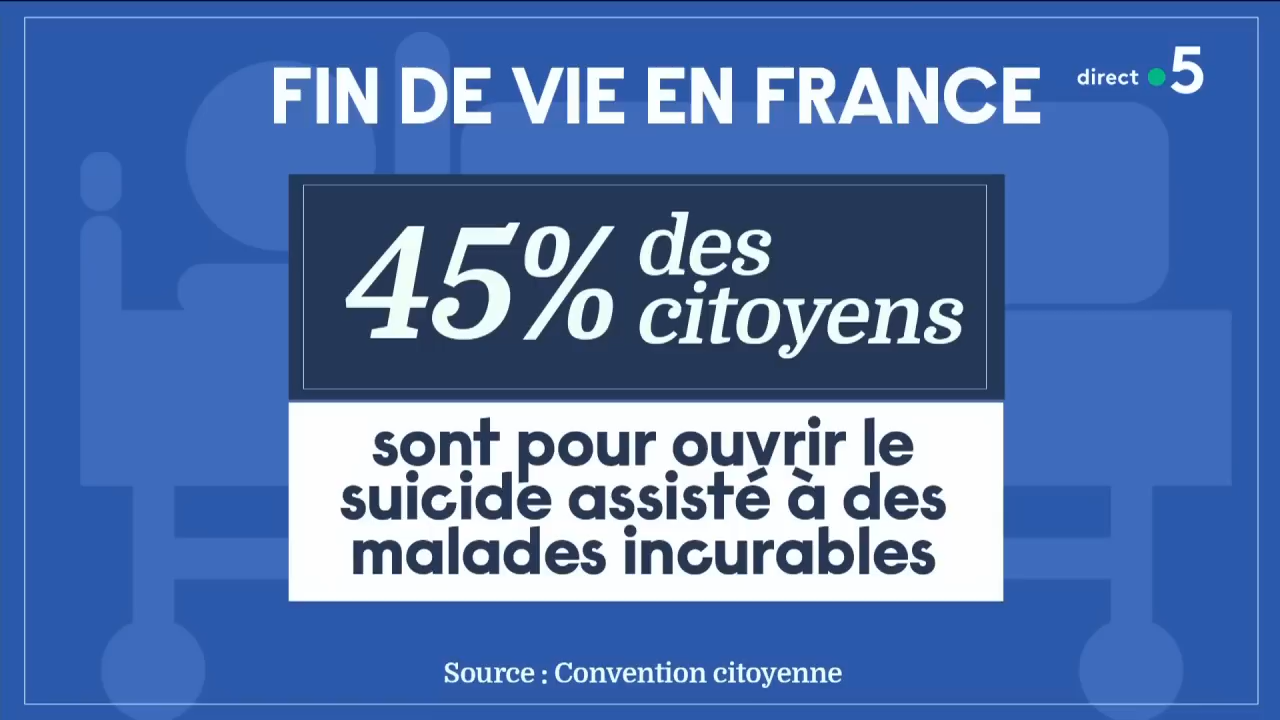 FIN DE VIE EN FRANCE
direct 5
45% des
citoyens
sont pour ouvrir le
suicide assisté à des
malades incurables
Source : Convention citoyenne